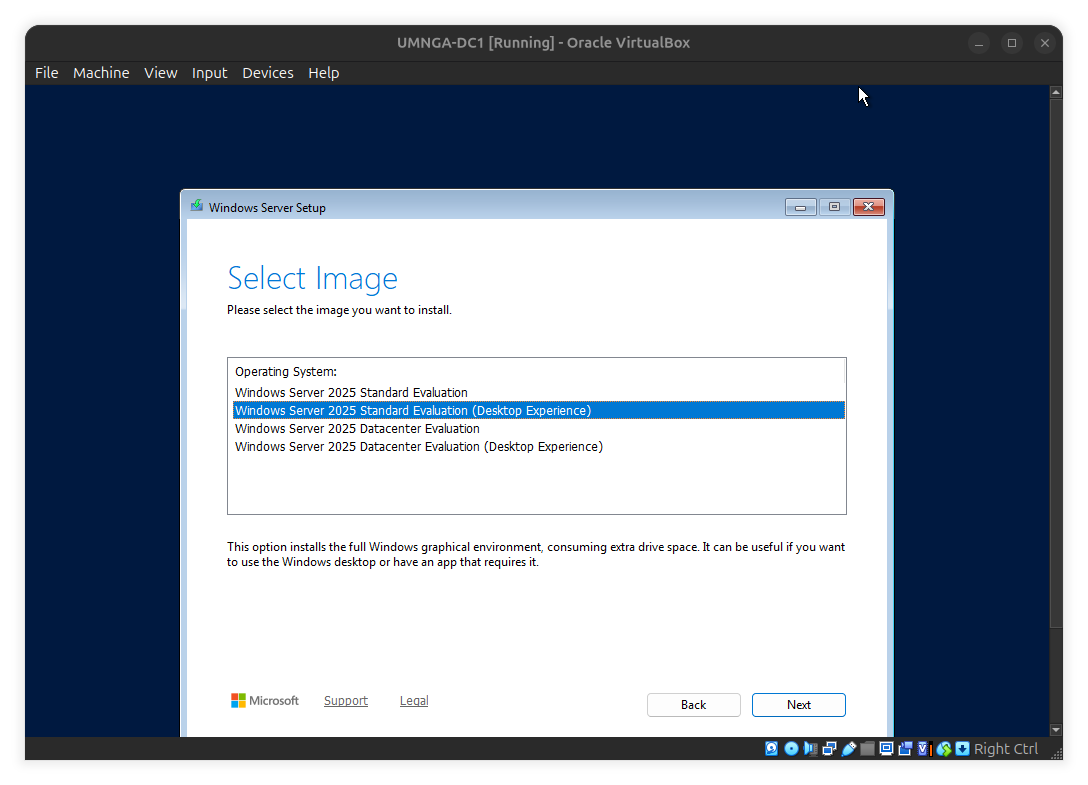 UMNGA-DC1 [Running] - Oracle VirtualBox
File Machine View Input Devices Help
Windows Server Setup
Select Image
Please select the image you want to install.
Operating System:
Windows Server 2025 Standard Evaluation
Windows Server 2025 Standard Evaluation (Desktop Experience)
Windows Server 2025 Datacenter Evaluation
Windows Server 2025 Datacenter Evaluation (Desktop Experience)
This option installs the full Windows graphical environment, consuming extra drive space. It can be useful if you want
to use the Windows desktop or have an app that requires it.
Microsoft Support Legal Back Next
Right Ctrl